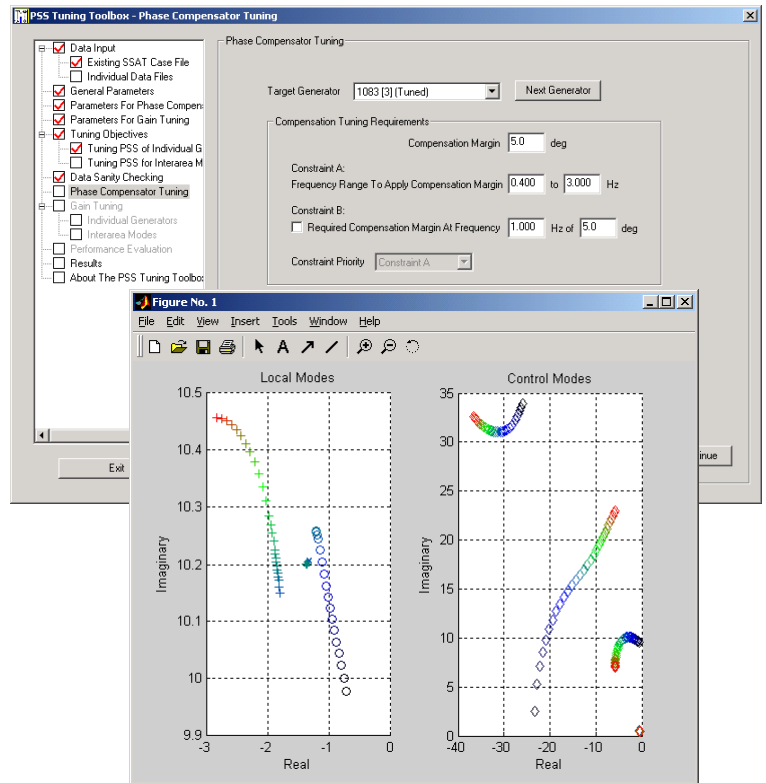 PSS Tuning Toolbox - Phase Compensator Tuning
Data Input
Existing SSAT Case File
Individual Data Files
General Parameters
Parameters For Phase Compens
Parameters For Gain Tuning
Tuning Objectives
Tuning PSS of Individual G
Tuning PSS for Interarea M
Data Sanity Checking
Phase Compensator Tuning
Gain Tuning
Individual Generators
Interarea Modes
Performance Evaluation
Results
About The PSS Tuning Toolbox
Exit
Phase Compensator Tuning
Target Generator 1083 [3] (Tuned) Next Generator
Compensation Tuning Requirements
Compensation Margin 5.0 deg
Constraint A:
Frequency Range To Apply Compensation Margin 0.400 to 3.000 Hz
Constraint B:
Required Compensation Margin At Frequency 1.000 Hz of 5.0 deg
Constraint Priority Constraint A
inue
Figure No. 1
File Edit View Insert Tools Window Help
A
Local Modes
10.5
10.4
10.3
10.2
10.1
10
9.9
-3 -2 -1 0
Imaginary
Real
Control Modes
35
30
25
20
15
10
5
0
-40 -30 -20 -10 0
Imaginary
Real